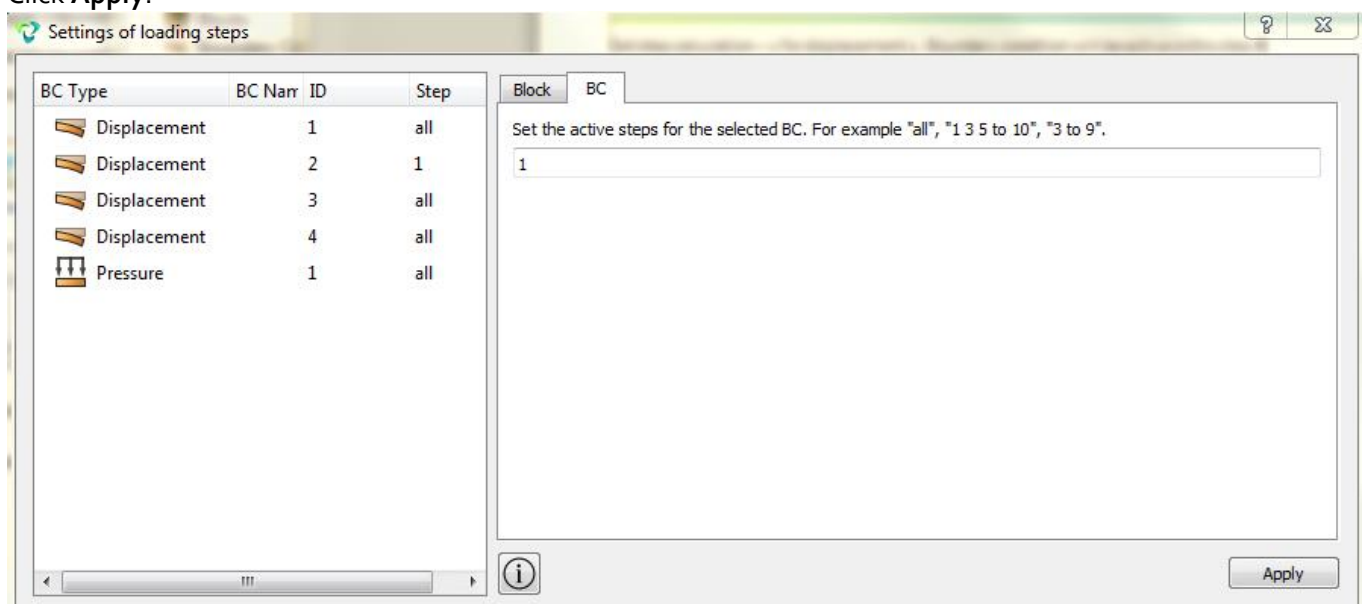 Click Apply.
Settings of loading steps
BC Type BC Nam ID Step
Displacement 1 all
Displacement 2 1
Displacement 3 all
Displacement 4 all
Pressure 1 all
Block BC
Set the active steps for the selected BC. For example "all", "1 3 5 to 10", "3 to 9".
1
Apply